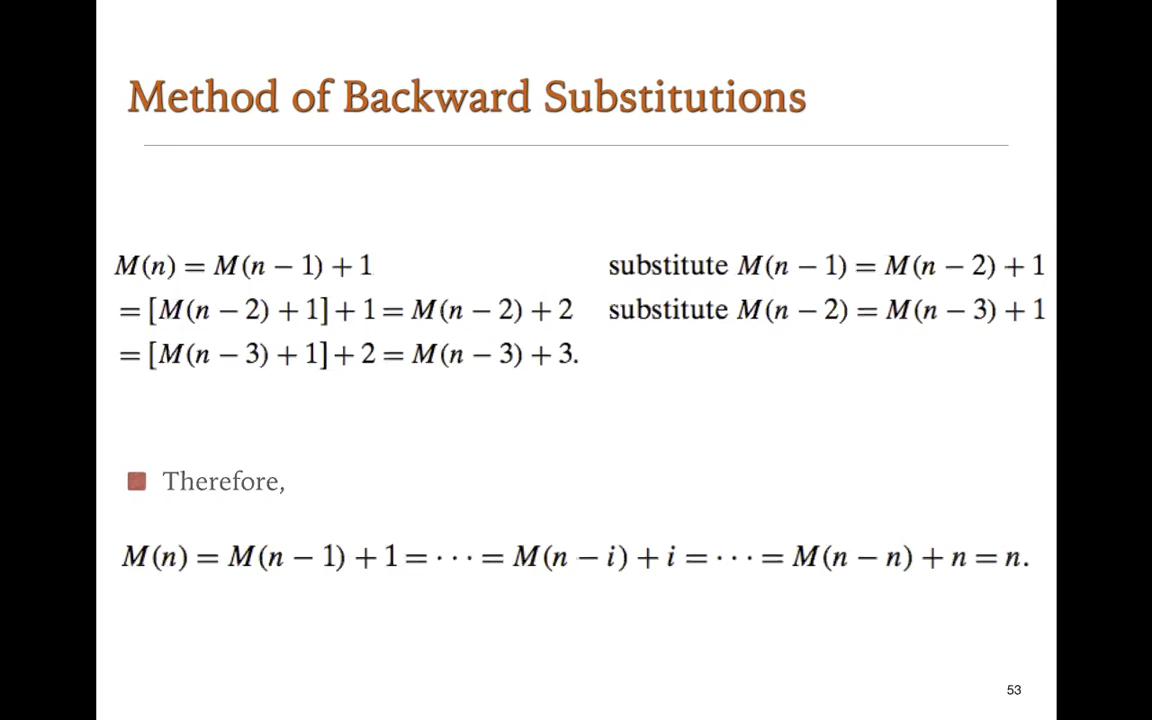 Method of Backward Substitutions
M(n) = M(n − 1) + 1 substitute M(n − 1) = M(n − 2) + 1
= [M(n − 2) + 1] + 1 = M(n − 2) + 2 substitute M(n − 2) = M(n − 3) + 1
= [M(n − 3) + 1] + 2 = M(n − 3) + 3.
Therefore,
M(n) = M(n − 1) + 1 = · · · = M(n − i) + i = · · · = M(n − n) + n = n.
53